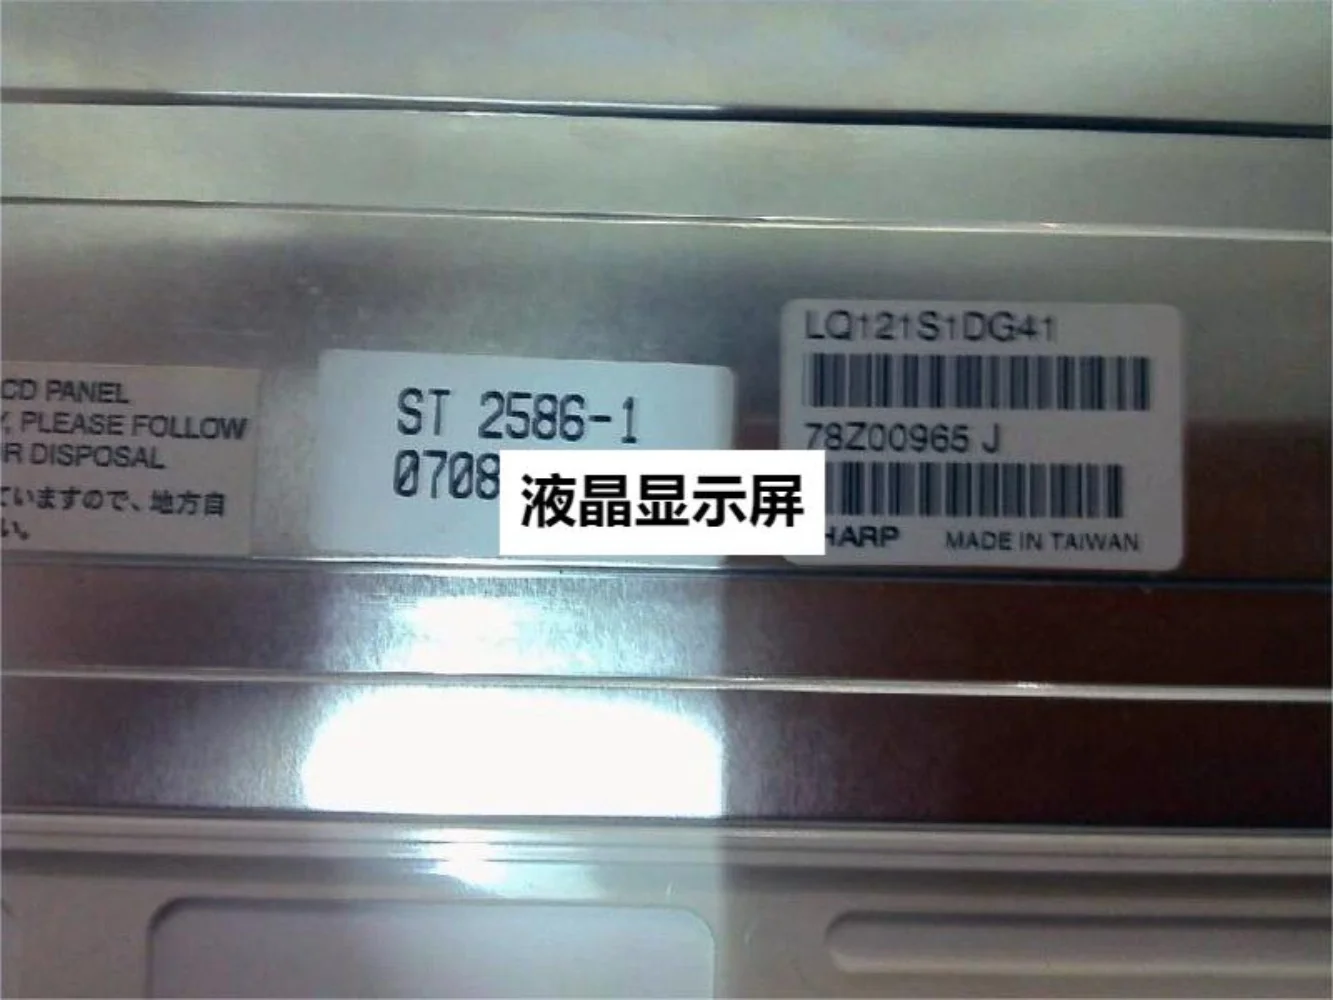 CD PANEL
Y, PLEASE FOLLOW
R DISPOSAL
ていますので、地方自
い。
ST 2586-1
0708
液晶显示屏
LQ121S1DG41
78Z00965 J
HARP MADE IN TAIWAN